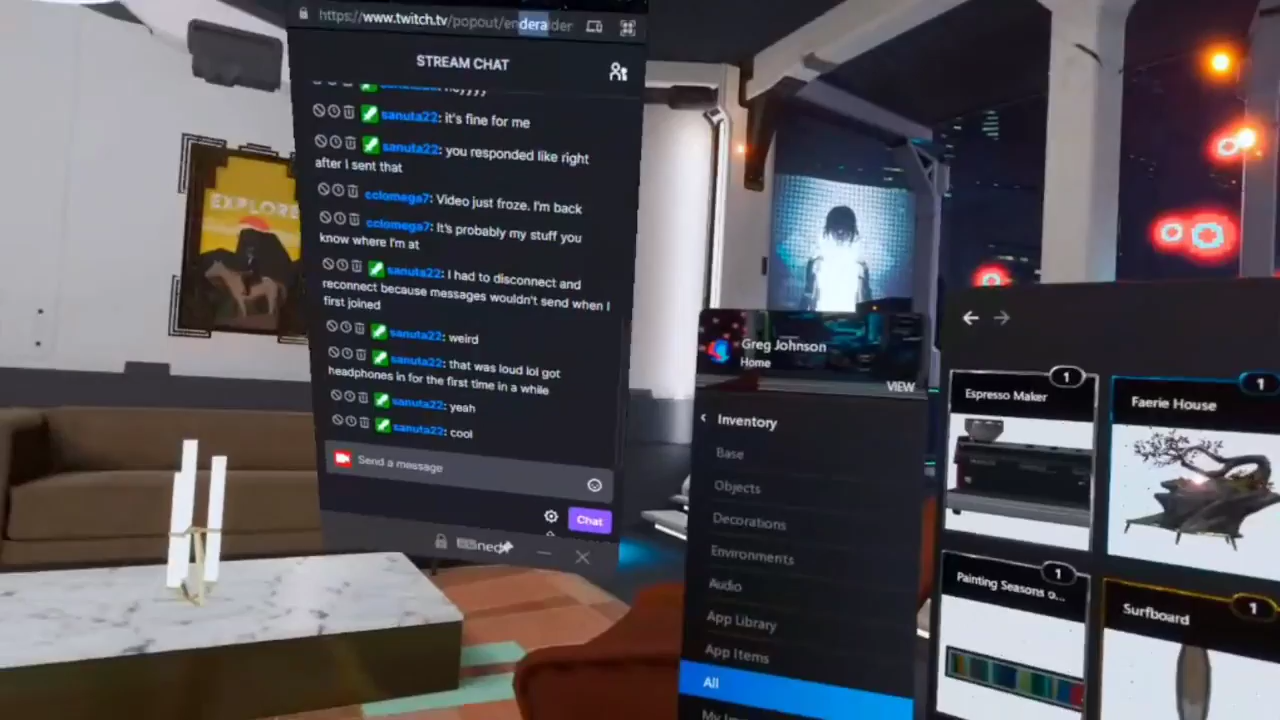 https://www.twitch.tv/popout/enderalder
STREAM CHAT
sanuta22: it's fine for me
sanuta22: you responded like right
after I sent that
cclomega7: Video just froze. I'm back
cclomega7: It's probably my stuff you
know where I'm at
sanuta22: I had to disconnect and
reconnect because messages wouldn't send when I
first joined
sanuta22: weird
sanuta22: that was loud lol got
headphones in for the first time in a while
sanuta22: yeah
sanuta22: cool
Send a message
Chat
EXPLORE
Greg Johnson
Home
VIEW
Inventory
Base
Objects
Decorations
Environments
Audio
App Library
App Items
All
Espresso Maker
1
Faerie House
1
Painting Seasons o...
1
Surfboard
1